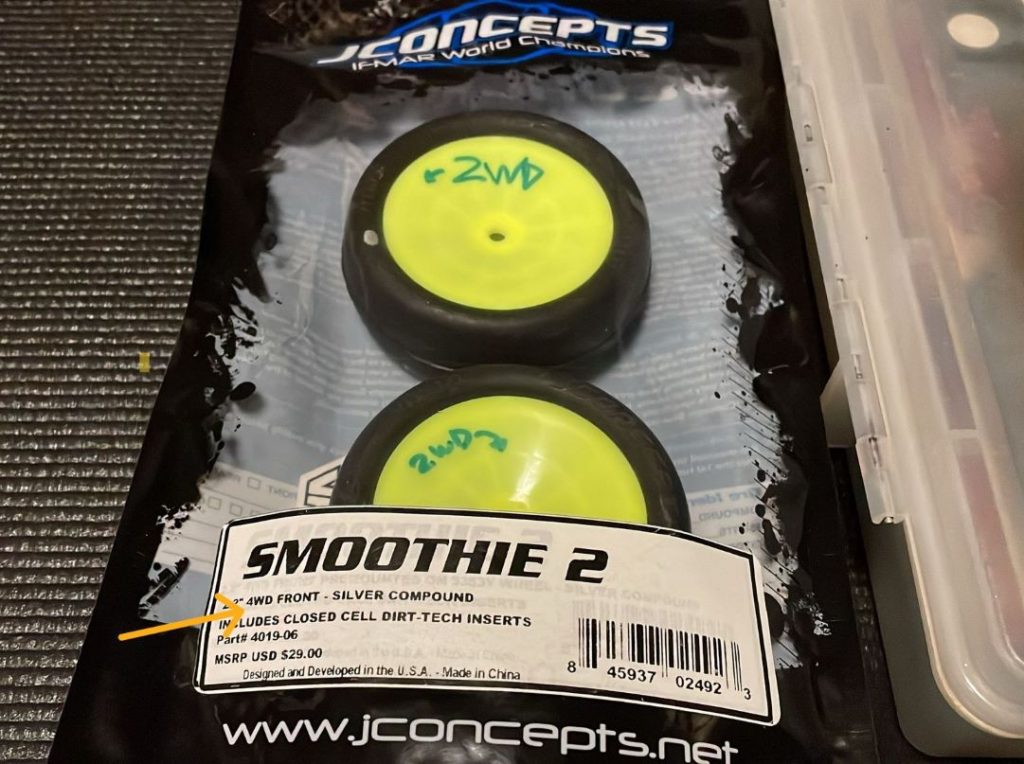 JCONCEPTS
IFMAR World Champions
2WD
2WD
SMOOTHIE 2
4WD FRONT - SILVER COMPOUND
INCLUDES CLOSED CELL DIRT-TECH INSERTS
Part# 4019-06
MSRP USD $29.00
Designed and Developed in the U.S.A. - Made in China
8 45937 02492 3
www.jconcepts.net